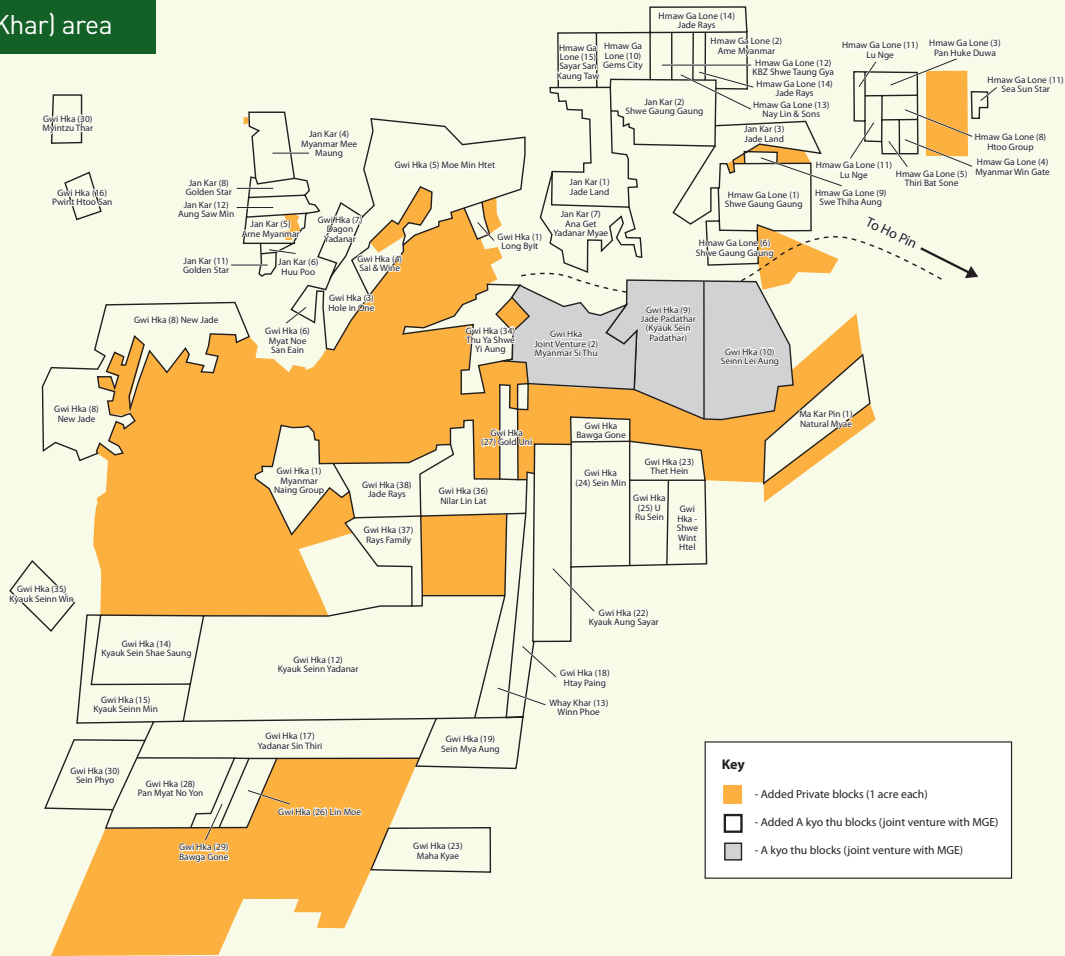 Khar) area
Hmaw Ga Lone (14)
Jade Rays
Hmaw
Ga
Lone
(15)
Sayar San
Kaung Taw
Hmaw Ga
Lone
(10)
Gems City
Hmaw Ga Lone (2)
Ame Myanmar
Hmaw Ga Lone (12)
KBZ Shwe Taung Gya
Hmaw Ga Lone (14)
Jade Rays
Hmaw Ga Lone (13)
Nay Lin & Sons
Hmaw Ga Lone (11)
Lu Nge
Hmaw Ga Lone (3)
Pan Huke Duwa
Hmaw Ga Lone (11)
Sea Sun Star
Hmaw Ga Lone (8)
Htoo Group
Hmaw Ga Lone (4)
Myanmar Win Gate
Hmaw Ga Lone (5)
Thiri Bat Sone
Hmaw Ga Lone (11)
Lu Nge
Hmaw Ga Lone (9)
Swe Thiha Aung
Jan Kar (2)
Shwe Gaung Gaung
Jan Kar (3)
Jade Land
Hmaw Ga Lone (1)
Shwe Gaung Gaung
Hmaw Ga Lone (6)
Shwe Gaung Gaung
To Ho Pin
Gwi Hka (30)
Myintzu Thar
Gwi Hka (16)
Pwint Htoo San
Jan Kar (4)
Myanmar Mee
Maung
Jan Kar (8)
Golden Star
Jan Kar (12)
Aung Saw Min
Jan Kar (5)
Ame Myanmar
Jan Kar (11)
Golden Star
Jan Kar (6)
Huu Poo
Gwi Hka (7)
Dagon
Yadanar
Gwi Hka (5) Moe Min Htet
Gwi Hka (4)
Sai & Wine
Gwi Hka (1)
Long Byit
Jan Kar (1)
Jade Land
Jan Kar (7)
Ana Get
Yadanar Myae
Gwi Hka (3)
Hole in One
Gwi Hka (6)
Myat Noe
San Eain
Gwi Hka (8) New Jade
Gwi Hka (8)
New Jade
Gwi Hka (34)
Thu Ya Shwe
Yi Aung
Gwi Hka
Joint Venture (2)
Myanmar Si Thu
Gwi Hka (9)
Jade Padathar
(Kyauk Sein
Padathar)
Gwi Hka (10)
Seinn Lei Aung
Ma Kar Pin (1)
Natural Myae
Gwi Hka
(27) Gold Uni
Gwi Hka
Bawga Gone
Gwi Hka
(24) Sein Min
Gwi Hka (23)
Thet Hein
Gwi Hka
(25) U
Ru Sein
Gwi
Hka -
Shwe
Wint
Htel
Gwi Hka (1)
Myanmar
Naing Group
Gwi Hka (38)
Jade Rays
Gwi Hka (36)
Nilar Lin Lat
Gwi Hka (37)
Rays Family
Gwi Hka (35)
Kyauk Seinn Win
Gwi Hka (22)
Kyauk Aung Sayar
Gwi Hka (14)
Kyauk Sein Shae Saung
Gwi Hka (12)
Kyauk Seinn Yadanar
Gwi Hka (18)
Htay Paing
Gwi Hka (15)
Kyauk Seinn Min
Whay Khar (13)
Winn Phoe
Gwi Hka (17)
Yadanar Sin Thiri
Gwi Hka (19)
Sein Mya Aung
Gwi Hka (30)
Sein Phyo
Gwi Hka (28)
Pan Myat No Yon
Gwi Hka (26) Lin Moe
Gwi Hka (29)
Bawga Gone
Gwi Hka (23)
Maha Kyae
Key
- Added Private blocks (1 acre each)
- Added A kyo thu blocks (joint venture with MGE)
- A kyo thu blocks (joint venture with MGE)